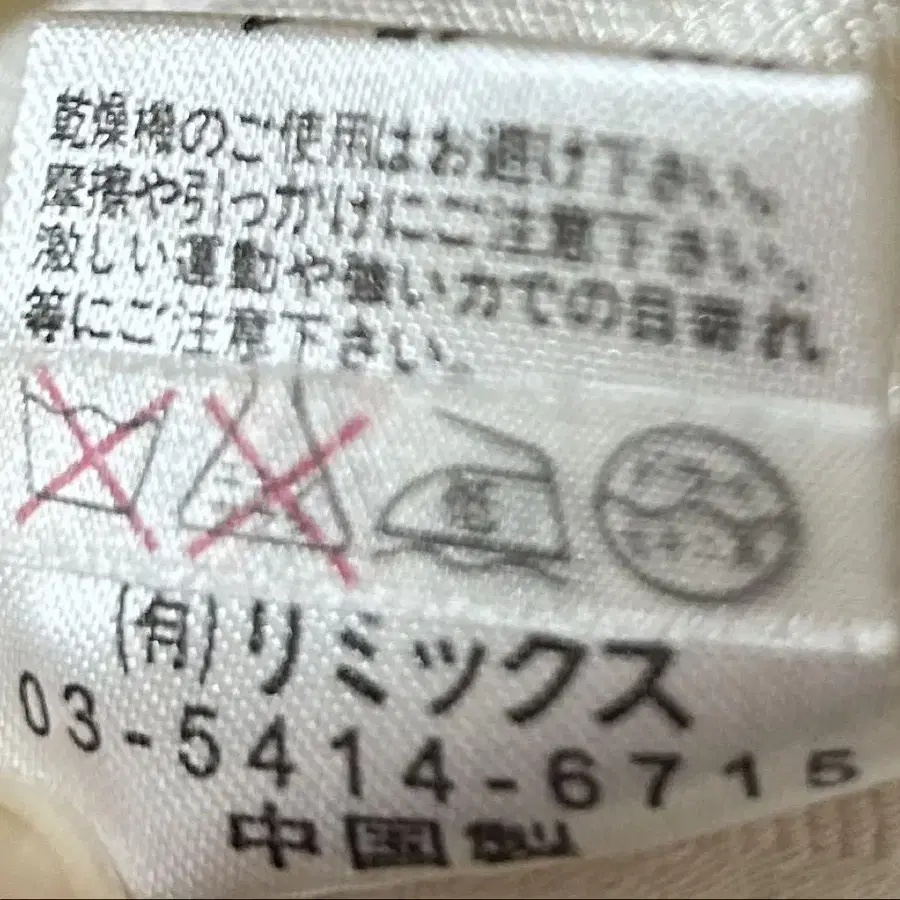 乾燥機のご使用はお避け下さい。
摩擦や引っかけにご注意下さい。
激しい運動や強い力での目寄れ
等にご注意下さい。
(有)リミックス
03-5414-6715
中国製